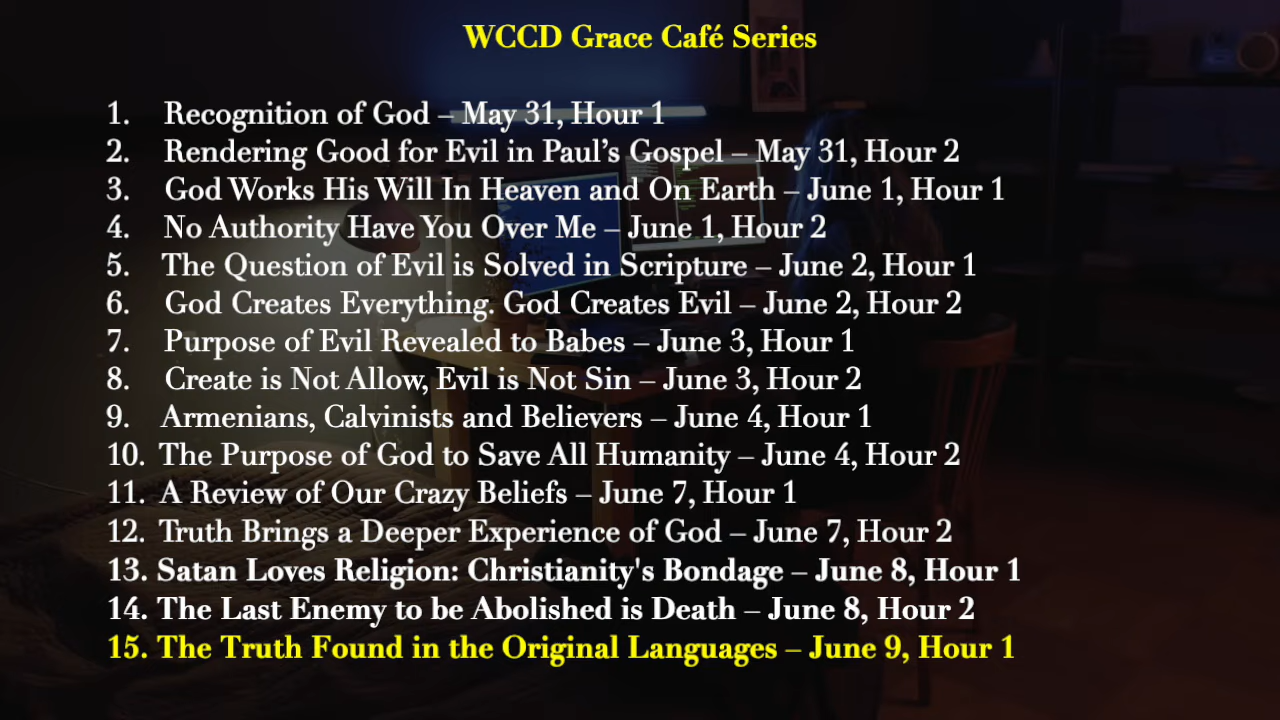 WCCD Grace Café Series
1. Recognition of God – May 31, Hour 1
2. Rendering Good for Evil in Paul’s Gospel – May 31, Hour 2
3. God Works His Will In Heaven and On Earth – June 1, Hour 1
4. No Authority Have You Over Me – June 1, Hour 2
5. The Question of Evil is Solved in Scripture – June 2, Hour 1
6. God Creates Everything. God Creates Evil – June 2, Hour 2
7. Purpose of Evil Revealed to Babes – June 3, Hour 1
8. Create is Not Allow, Evil is Not Sin – June 3, Hour 2
9. Armenians, Calvinists and Believers – June 4, Hour 1
10. The Purpose of God to Save All Humanity – June 4, Hour 2
11. A Review of Our Crazy Beliefs – June 7, Hour 1
12. Truth Brings a Deeper Experience of God – June 7, Hour 2
13. Satan Loves Religion: Christianity's Bondage – June 8, Hour 1
14. The Last Enemy to be Abolished is Death – June 8, Hour 2
15. The Truth Found in the Original Languages – June 9, Hour 1